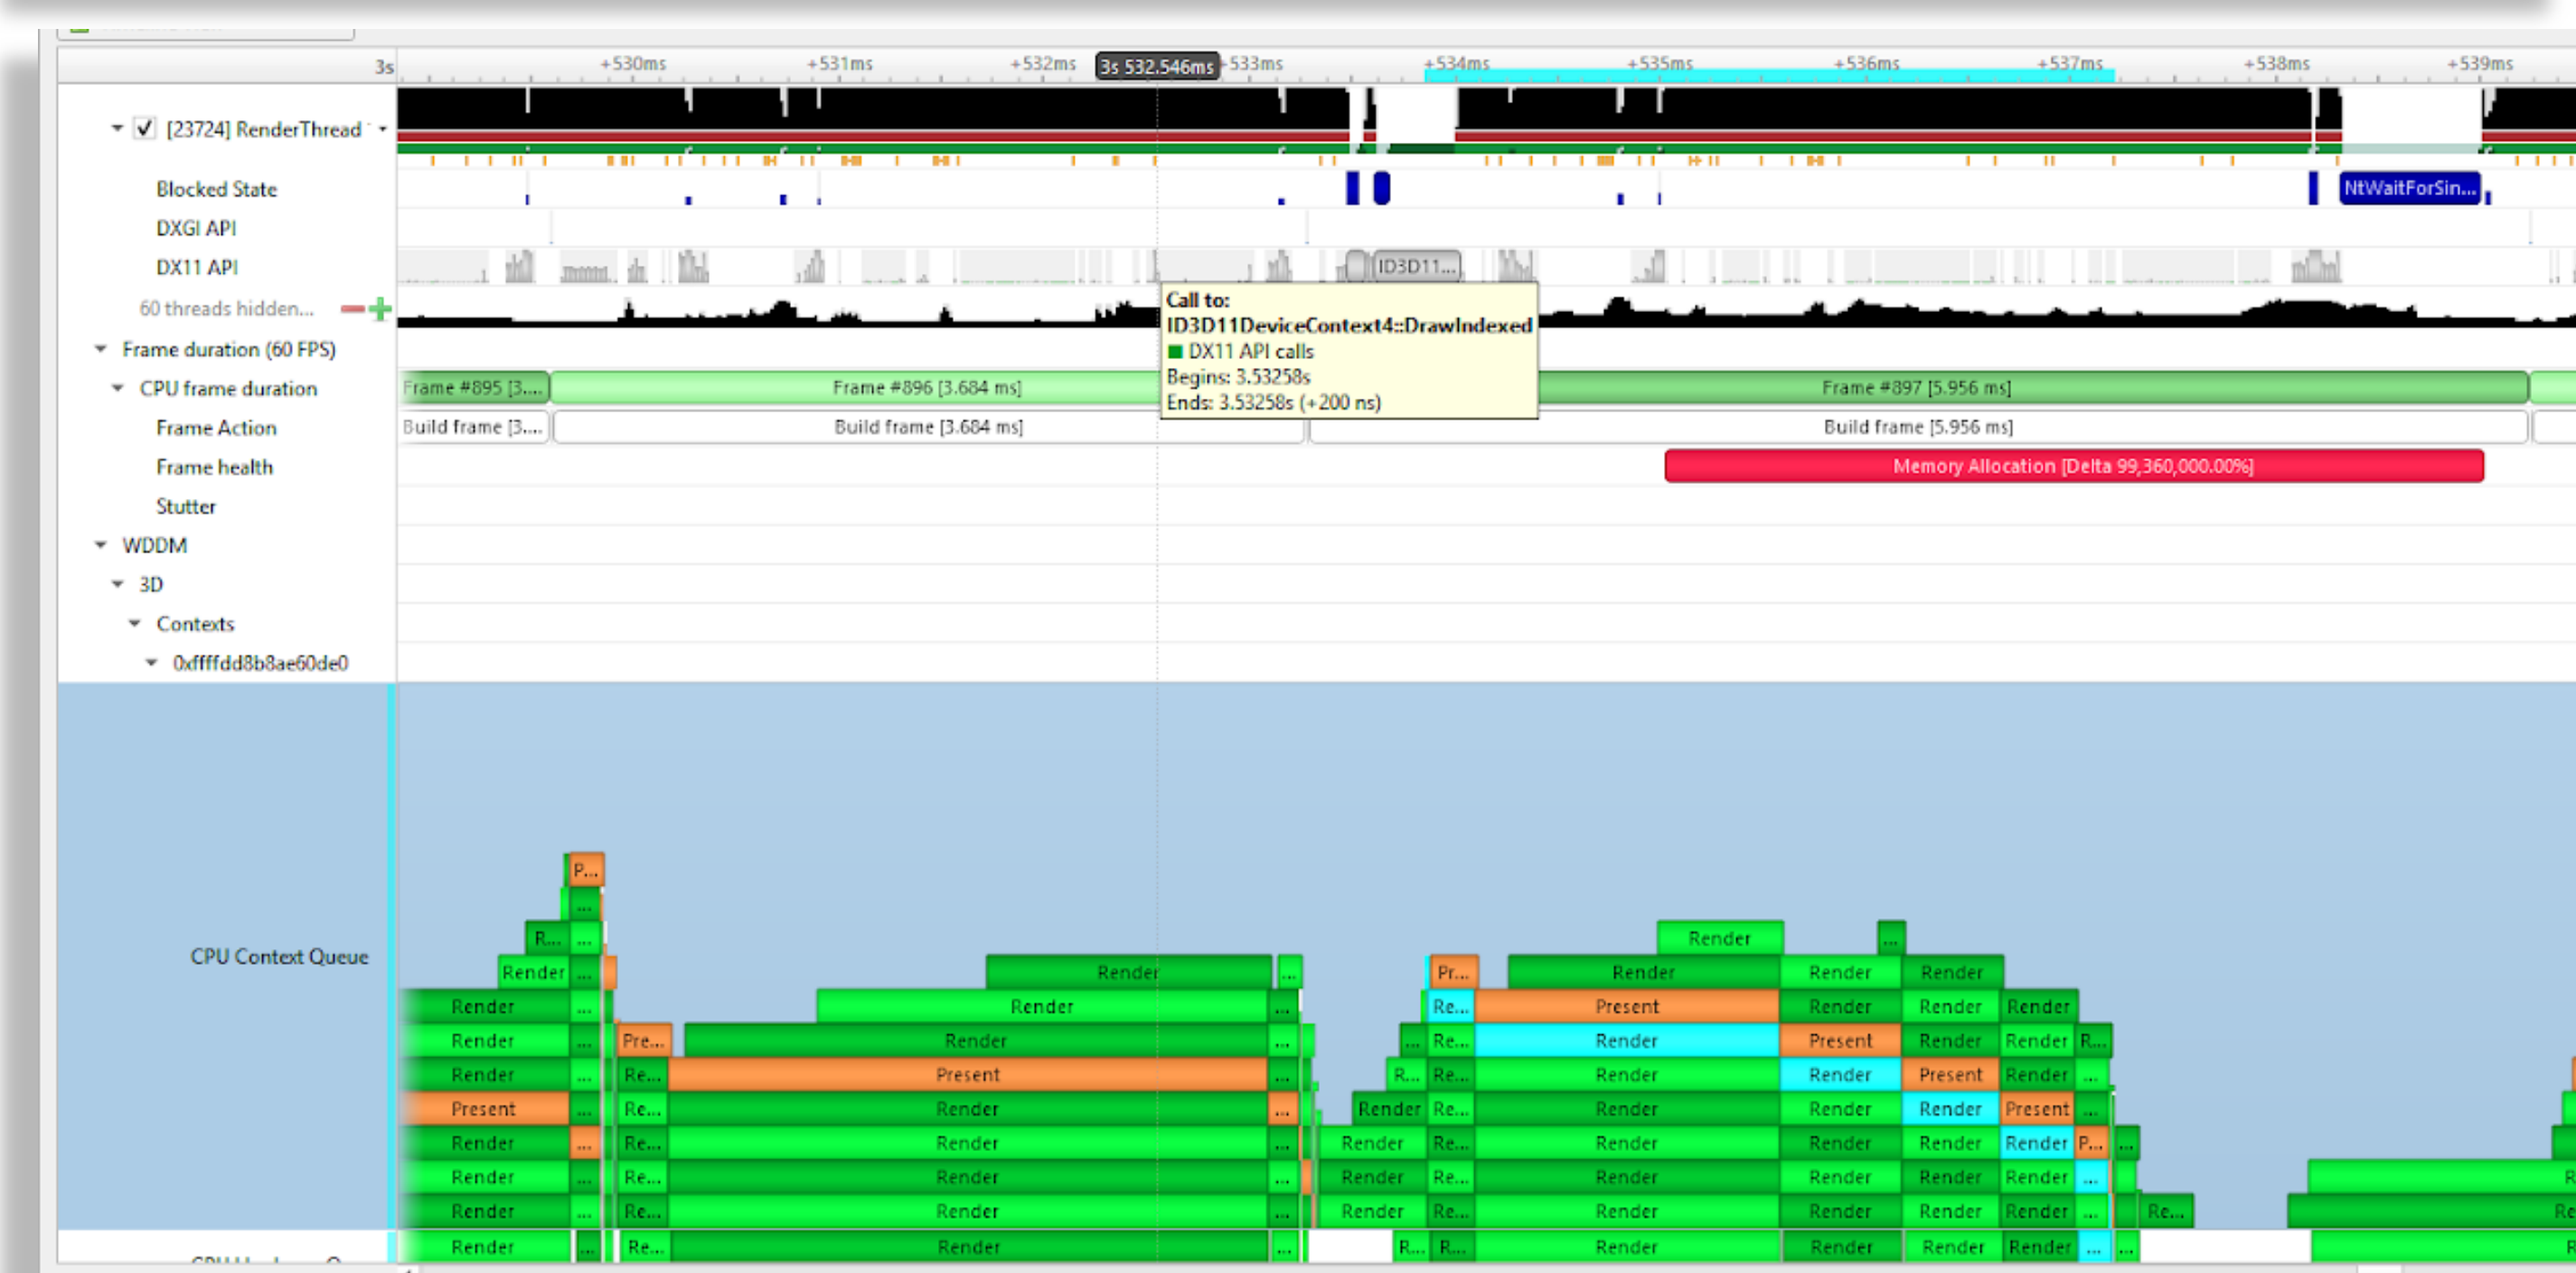 3s +530ms +531ms +532ms 3s 532.546ms +533ms +534ms +535ms +536ms +537ms +538ms +539ms
[23724] RenderThread
Blocked State NtWaitForSin...
DXGI API
DX11 API ID3D11...
60 threads hidden...
Call to:
ID3D11DeviceContext4::DrawIndexed
DX11 API calls
Begins: 3.53258s
Ends: 3.53258s (+200 ns)
Frame duration (60 FPS)
CPU frame duration Frame #895 [3.... Frame #896 [3.684 ms] Frame #897 [5.956 ms]
Frame Action Build frame [3.... Build frame [3.684 ms] Build frame [5.956 ms]
Frame health Memory Allocation [Delta 99,360,000.00%]
Stutter
WDDM
3D
Contexts
0xffffdd8b8ae60de0
CPU Context Queue
P...
...
R... ... Render ...
Render ... Render ... Pr... Render Render Render
Render ... Render ... Re... Present Render Render Render
Render ... Pre... Render ... ... Re... Render Present Render Render R...
Render ... Re... Present ... R... Re... Render Render Present Render ...
Present ... Re... Render ... Render Re... Render Render Render Present ...
Render ... Re... Render ... Render Re... Render Render Render Render P... ...
Render ... Re... Render ... Render Re... Render Render Render Render ... R
Render ... Re... Render ... Render Re... Render Render Render Render ... Re... Re
Render ... Re... Render ... R... R... Render Render Render Render ... ... R